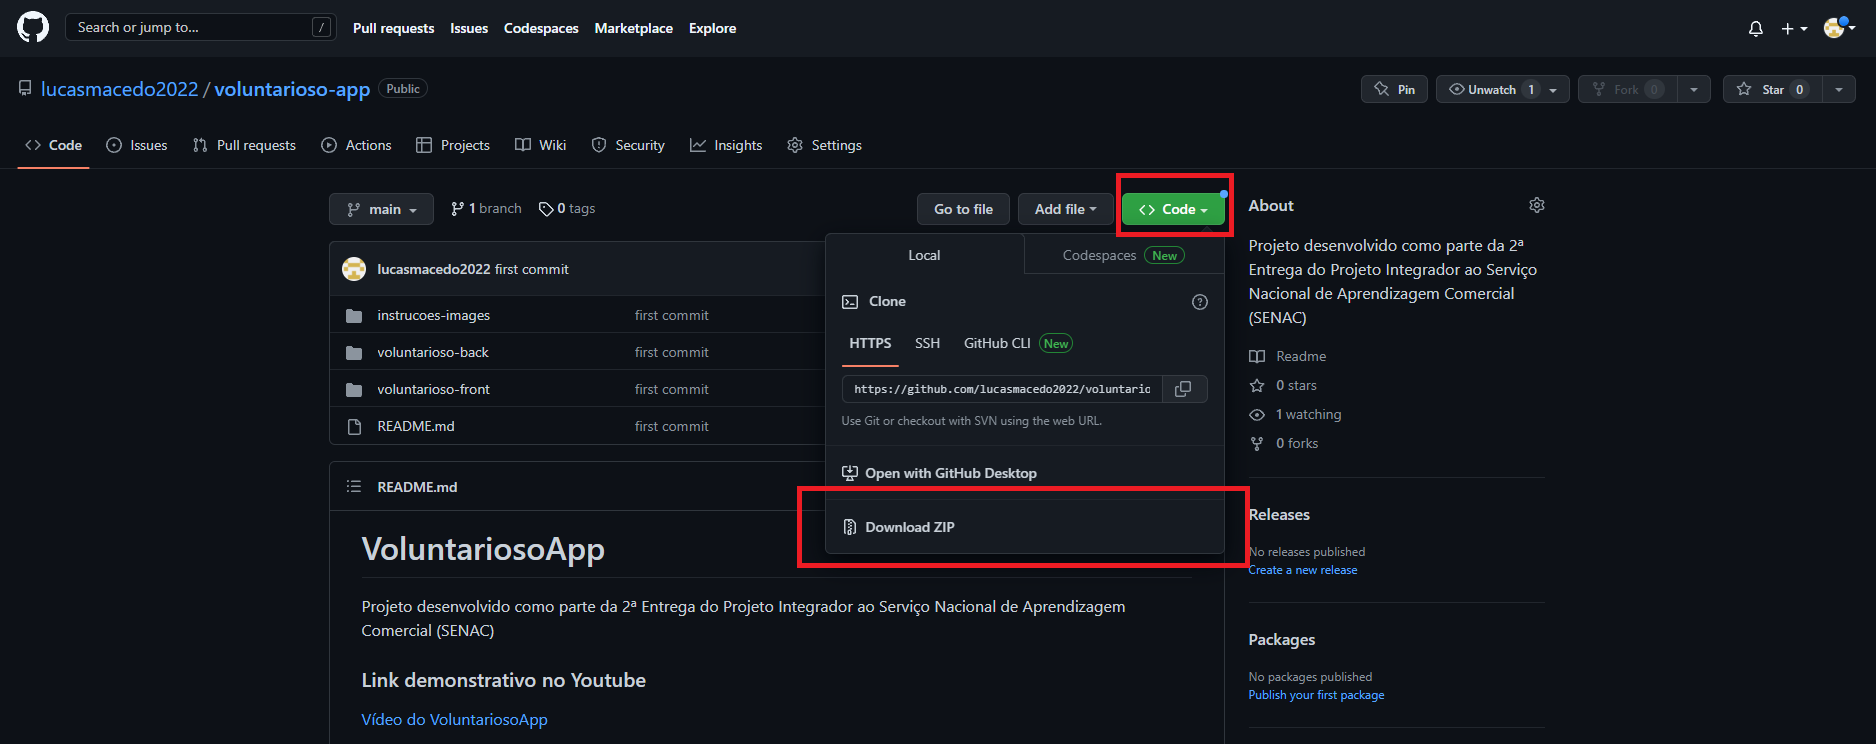 Search or jump to... /
Pull requests Issues Codespaces Marketplace Explore
lucasmacedo2022 / voluntarioso-app Public
Pin Unwatch 1 Fork 0 Star 0
Code Issues Pull requests Actions Projects Wiki Security Insights Settings
main 1 branch 0 tags Go to file Add file Code
lucasmacedo2022 first commit
instrucoes-images first commit
voluntarioso-back first commit
voluntarioso-front first commit
README.md first commit
Local Codespaces New
Clone
HTTPS SSH GitHub CLI New
https://github.com/lucasmacedo2022/voluntario
Use Git or checkout with SVN using the web URL.
Open with GitHub Desktop
Download ZIP
README.md
VoluntariosoApp
Projeto desenvolvido como parte da 2ª Entrega do Projeto Integrador ao Serviço Nacional de Aprendizagem
Comercial (SENAC)
Link demonstrativo no Youtube
Vídeo do VoluntariosoApp
About
Projeto desenvolvido como parte da 2ª
Entrega do Projeto Integrador ao Serviço
Nacional de Aprendizagem Comercial
(SENAC)
Readme
0 stars
1 watching
0 forks
Releases
No releases published
Create a new release
Packages
No packages published
Publish your first package